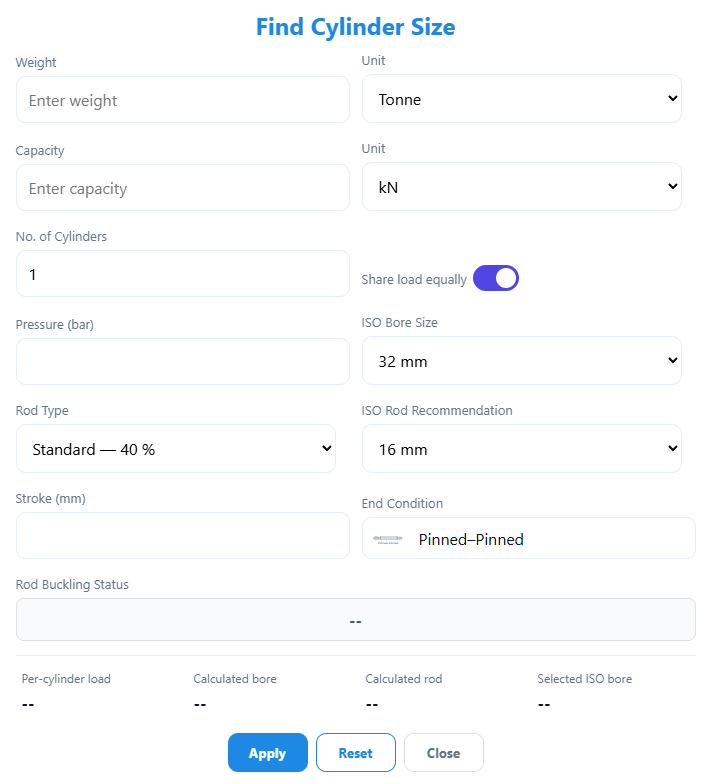 Find Cylinder Size
Weight
Unit
Enter weight
Tonne
Capacity
Unit
Enter capacity
kN
No. of Cylinders
1
Share load equally
Pressure (bar)
ISO Bore Size
32 mm
Rod Type
ISO Rod Recommendation
Standard — 40 %
16 mm
Stroke (mm)
End Condition
Pinned–Pinned
Rod Buckling Status
--
Per-cylinder load
Calculated bore
Calculated rod
Selected ISO bore
--
--
--
--
Apply
Reset
Close